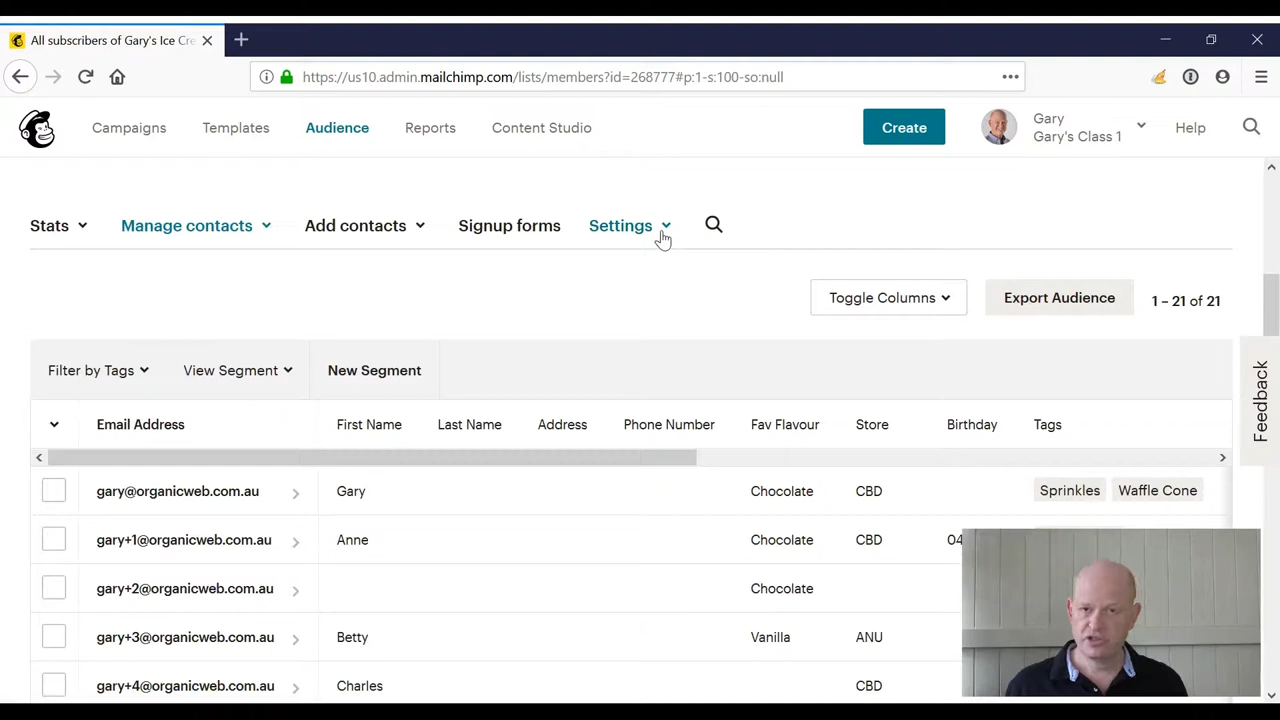 All subscribers of Gary's Ice Cre
https://us10.admin.mailchimp.com/lists/members?id=268777#p:1-s:100-so:null
Campaigns Templates Audience Reports Content Studio Create Gary Help
Gary's Class 1
Stats Manage contacts Add contacts Signup forms Settings
Toggle Columns Export Audience 1 – 21 of 21
Filter by Tags View Segment New Segment
Feedback
Email Address First Name Last Name Address Phone Number Fav Flavour Store Birthday Tags
gary@organicweb.com.au Gary Chocolate CBD Sprinkles Waffle Cone
gary+1@organicweb.com.au Anne Chocolate CBD 04
gary+2@organicweb.com.au Chocolate
gary+3@organicweb.com.au Betty Vanilla ANU
gary+4@organicweb.com.au Charles CBD